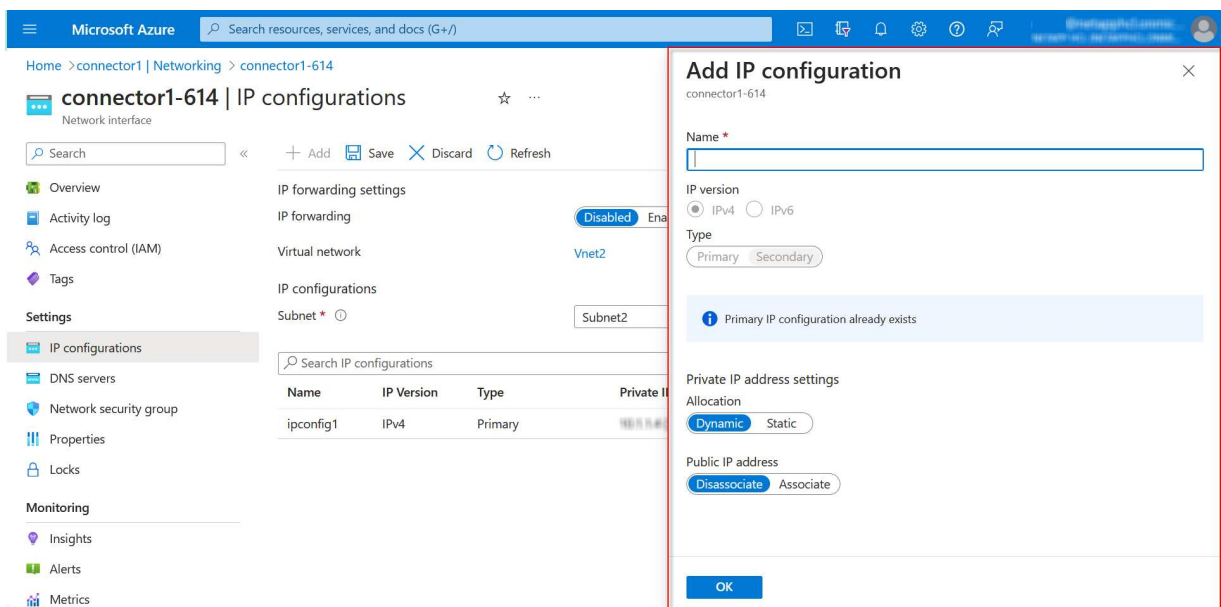 Microsoft Azure
Search resources, services, and docs (G+/)
Home >connector1 | Networking > connector1-614
connector1-614 | IP configurations
Network interface
Search
Overview
Activity log
Access control (IAM)
Tags
Settings
IP configurations
DNS servers
Network security group
Properties
Locks
Monitoring
Insights
Alerts
Metrics
Add Save Discard Refresh
IP forwarding settings
IP forwarding Disabled Ena
Virtual network Vnet2
IP configurations
Subnet * Subnet2
Search IP configurations
Name IP Version Type Private I
ipconfig1 IPv4 Primary
Add IP configuration
connector1-614
Name *
IP version
IPv4 IPv6
Type
Primary Secondary
Primary IP configuration already exists
Private IP address settings
Allocation
Dynamic Static
Public IP address
Disassociate Associate
OK